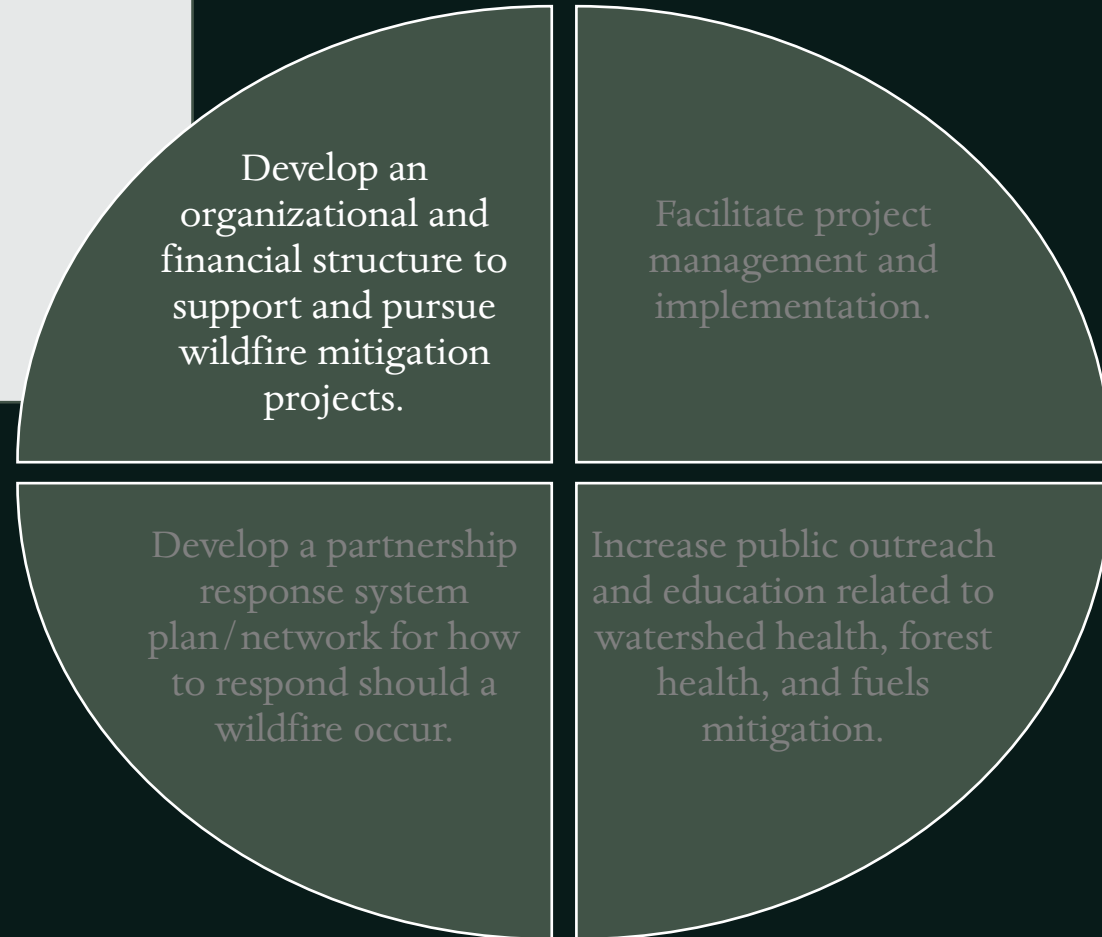 Develop an
organizational and
financial structure to
support and pursue
wildfire mitigation
projects.
Facilitate project
management and
implementation.
Develop a partnership
response system
plan/network for how
to respond should a
wildfire occur.
Increase public outreach
and education related to
watershed health, forest
health, and fuels
mitigation.